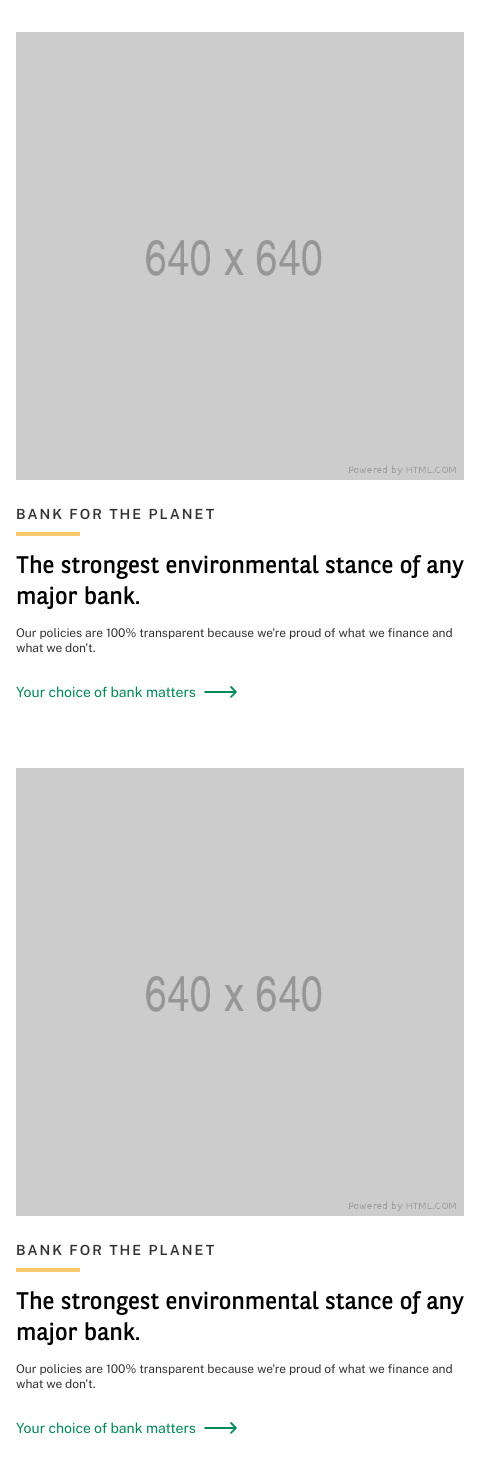 640 x 640
Powered by HTML.COM
BANK FOR THE PLANET
The strongest environmental stance of any
major bank.
Our policies are 100% transparent because we're proud of what we finance and
what we don't.
Your choice of bank matters
640 x 640
Powered by HTML.COM
BANK FOR THE PLANET
The strongest environmental stance of any
major bank.
Our policies are 100% transparent because we're proud of what we finance and
what we don't.
Your choice of bank matters